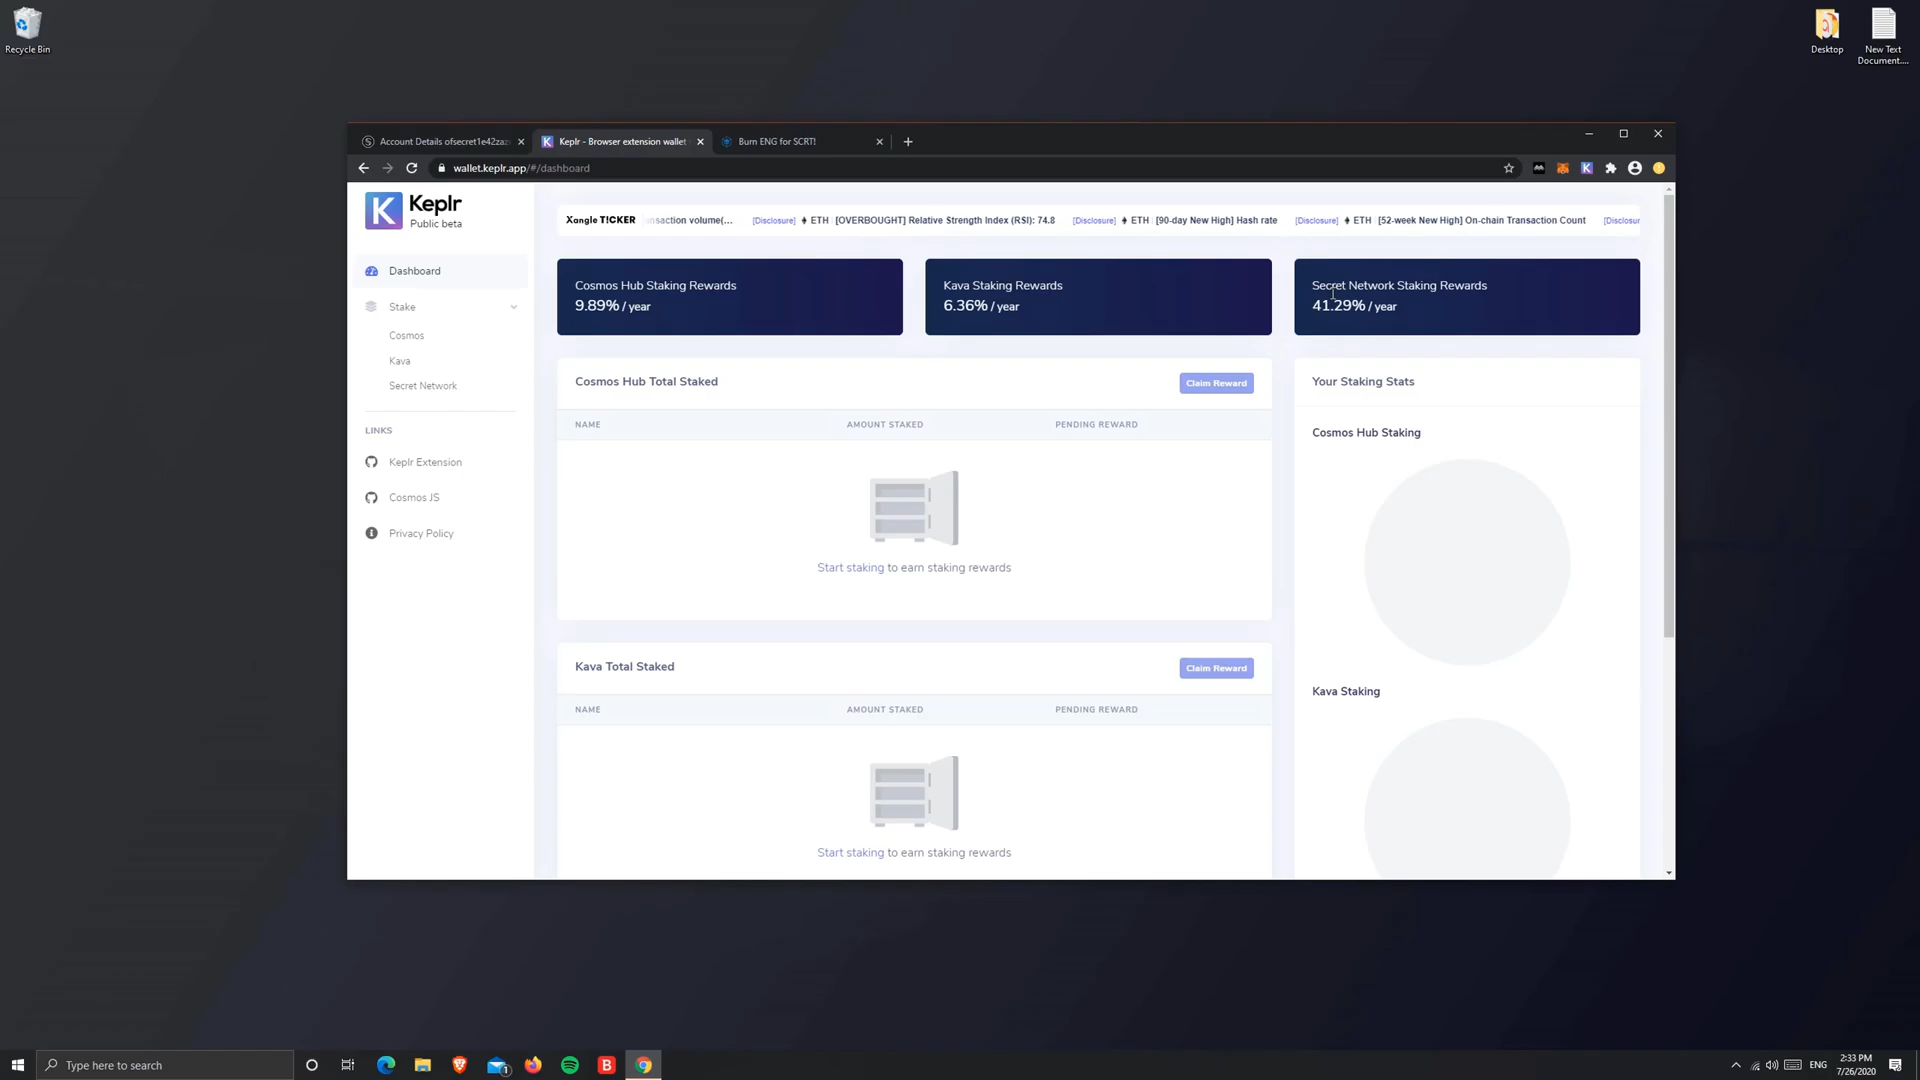 Recycle Bin
Desktop
New Text
Document....
Account Details ofsecret1e42zaz
Keplr - Browser extension wallet
Burn ENG for SCRT!
wallet.keplr.app/#/dashboard
Keplr
Public beta
Dashboard
Stake
Cosmos
Kava
Secret Network
LINKS
Keplr Extension
Cosmos JS
Privacy Policy
Xangle T!CKER
nsaction volume(...
[Disclosure] ETH [OVERBOUGHT] Relative Strength Index (RSI): 74.8
[Disclosure] ETH [90-day New High] Hash rate
[Disclosure] ETH [52-week New High] On-chain Transaction Count
[Disclosur
Cosmos Hub Staking Rewards
9.89% / year
Kava Staking Rewards
6.36% / year
Secret Network Staking Rewards
41.29% / year
Cosmos Hub Total Staked
Claim Reward
NAME AMOUNT STAKED PENDING REWARD
Start staking to earn staking rewards
Kava Total Staked
Claim Reward
NAME AMOUNT STAKED PENDING REWARD
Start staking to earn staking rewards
Your Staking Stats
Cosmos Hub Staking
Kava Staking
Type here to search
1
B
ENG
2:33 PM
7/26/2020